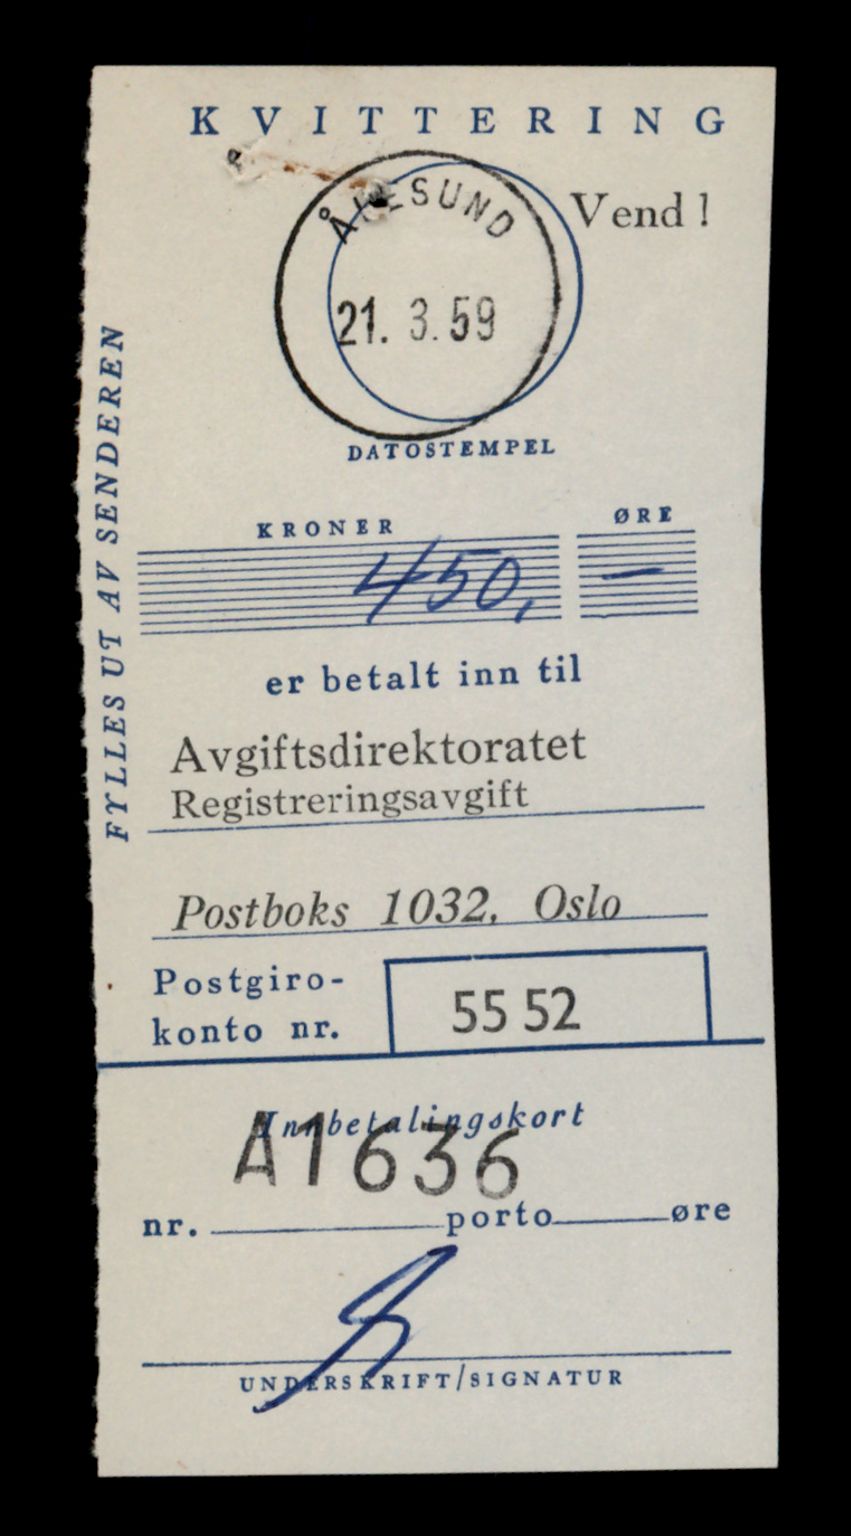 KVITTERING
Vend!
ÅLESUND
21. 3. 59
DATOSTEMPEL
FYLLES UT AV SENDEREN
KRONER ØRE
450, —
er betalt inn til
Avgiftsdirektoratet
Registreringsavgift
Postboks 1032, Oslo
Postgiro-
konto nr. 55 52
Innbetalingskort
A1636
nr. porto øre
UNDERSKRIFT/SIGNATUR